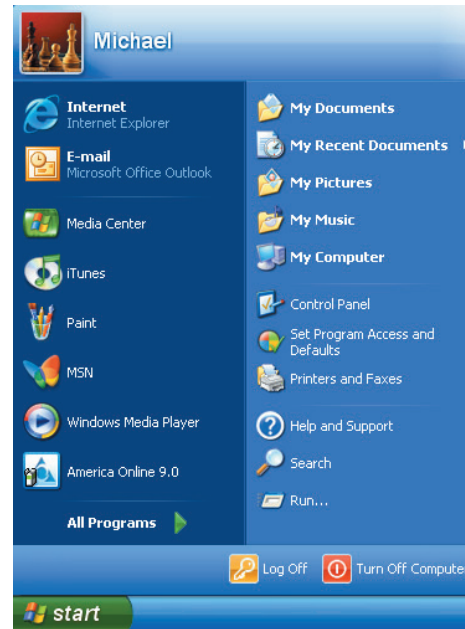 Michael
Internet
Internet Explorer
E-mail
Microsoft Office Outlook
Media Center
iTunes
Paint
MSN
Windows Media Player
America Online 9.0
All Programs
My Documents
My Recent Documents
My Pictures
My Music
My Computer
Control Panel
Set Program Access and
Defaults
Printers and Faxes
Help and Support
Search
Run...
Log Off
Turn Off Compute
start